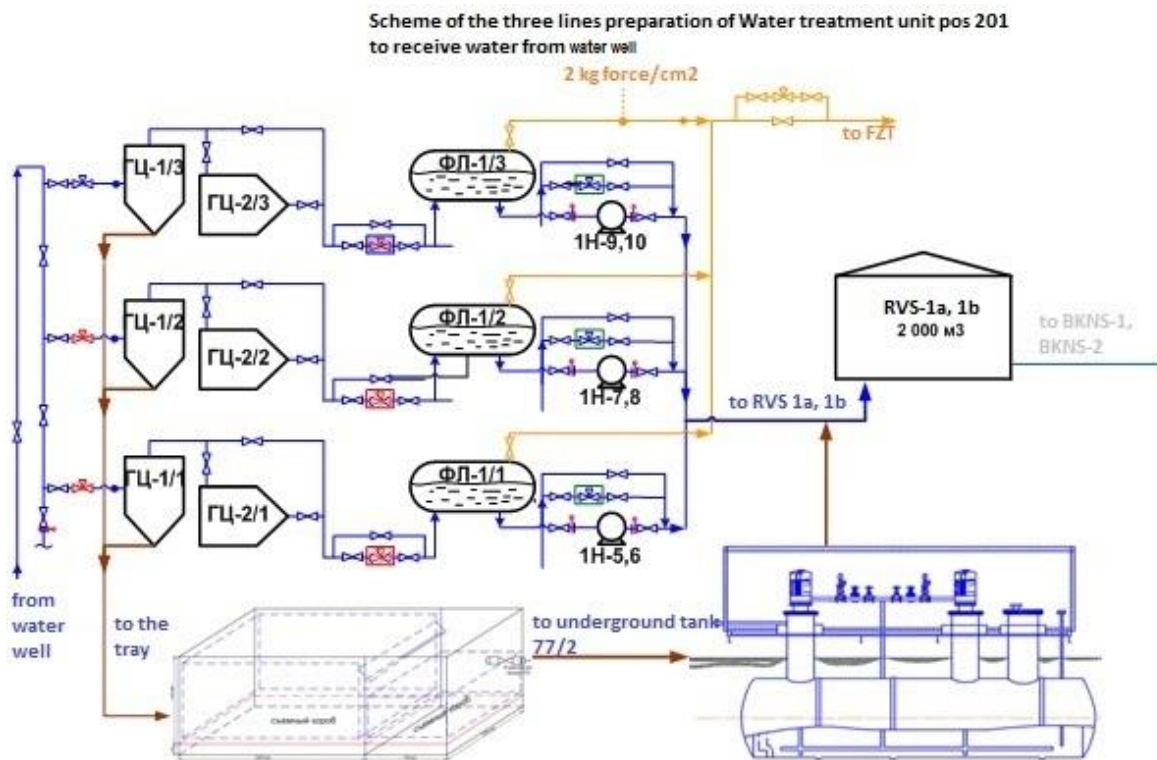 Scheme of the three lines preparation of Water treatment unit pos 201
to receive water from water well
2 kg force/cm2
to FZT
ГЦ-1/3
ГЦ-2/3
ФЛ-1/3
1Н-9,10
ГЦ-1/2
ГЦ-2/2
ФЛ-1/2
1Н-7,8
RVS-1a, 1b
2 000 м3
to BKNS-1,
BKNS-2
to RVS 1a, 1b
ГЦ-1/1
ГЦ-2/1
ФЛ-1/1
1Н-5,6
from
water
well
to the
tray
to underground tank
77/2
съемный короб
съемный короб